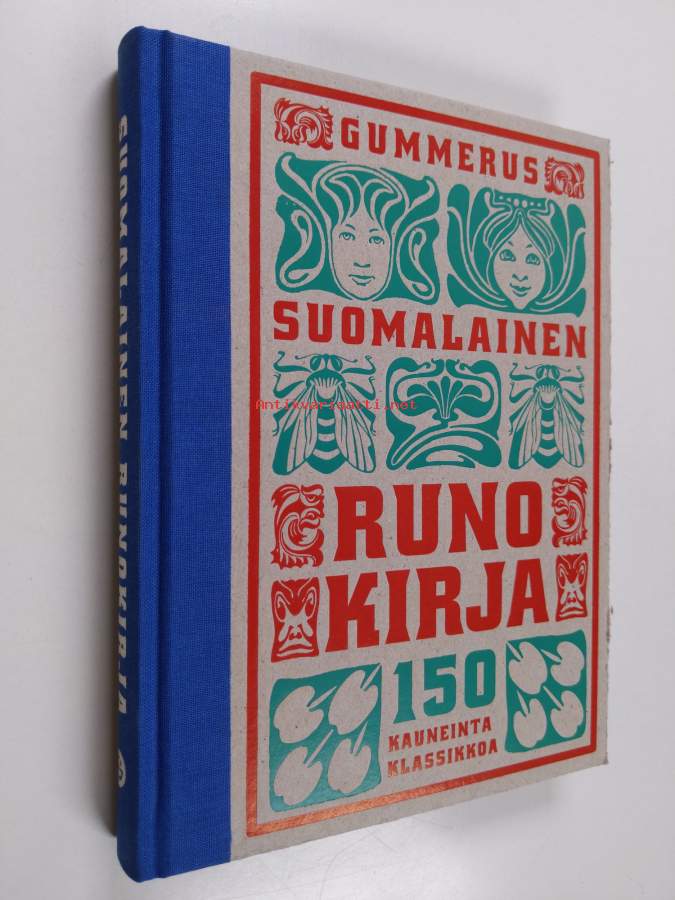 GUMMERUS
SUOMALAINEN
RUNO
KIRJA
150
KAUNEINTA
KLASSIKKOA
SUOMALAINEN RUNOKIRJA
Antikvariaatti.net